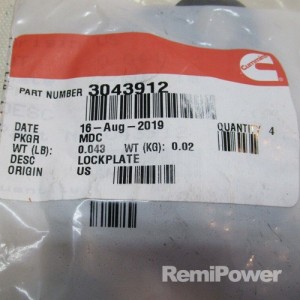 Cummins
PART NUMBER 3043912
DATE 16-Aug-2019 QUANTITY 4
PKGR MDC
WT (LB): 0.043 WT (KG): 0.02
DESC LOCKPLATE
ORIGIN US
RemiPower